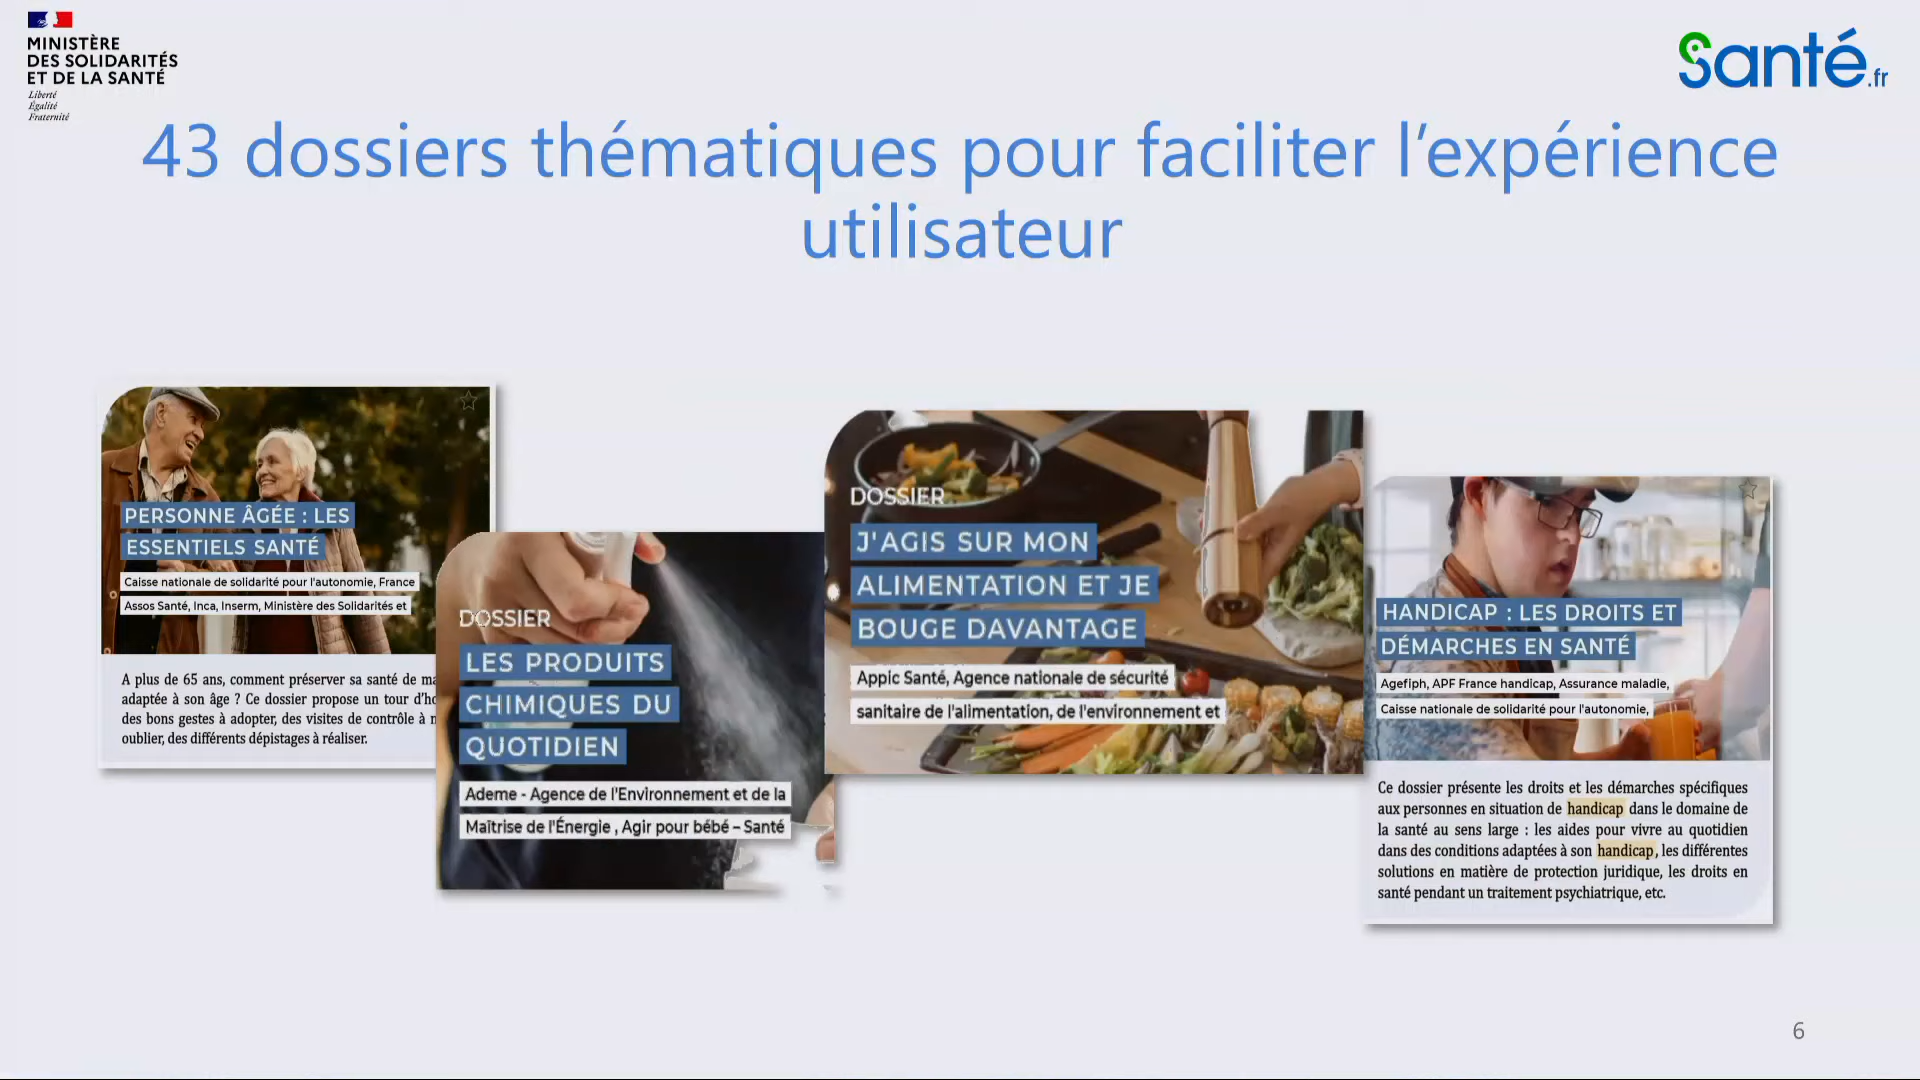 MINISTÈRE
DES SOLIDARITÉS
ET DE LA SANTÉ
Liberté
Égalité
Fraternité
Santé.fr
43 dossiers thématiques pour faciliter l’expérience
utilisateur
PERSONNE ÂGÉE : LES
ESSENTIELS SANTÉ
Caisse nationale de solidarité pour l'autonomie, France
Assos Santé, Inca, Inserm, Ministère des Solidarités et
A plus de 65 ans, comment préserver sa santé de
adaptée à son âge ? Ce dossier propose un tour
des bons gestes à adopter, des visites de contrôle à
oublier, des différents dépistages à réaliser.
DOSSIER
LES PRODUITS
CHIMIQUES DU
QUOTIDIEN
Ademe - Agence de l'Environnement et de la
Maîtrise de l'Énergie , Agir pour bébé – Santé
DOSSIER
J'AGIS SUR MON
ALIMENTATION ET JE
BOUGE DAVANTAGE
Appic Santé, Agence nationale de sécurité
sanitaire de l'alimentation, de l'environnement et
HANDICAP : LES DROITS ET
DÉMARCHES EN SANTÉ
Agefiph, APF France handicap, Assurance maladie,
Caisse nationale de solidarité pour l'autonomie,
Ce dossier présente les droits et les démarches spécifiques
aux personnes en situation de handicap dans le domaine de
la santé au sens large : les aides pour vivre au quotidien
dans des conditions adaptées à son handicap, les différentes
solutions en matière de protection juridique, les droits en
santé pendant un traitement psychiatrique, etc.
6